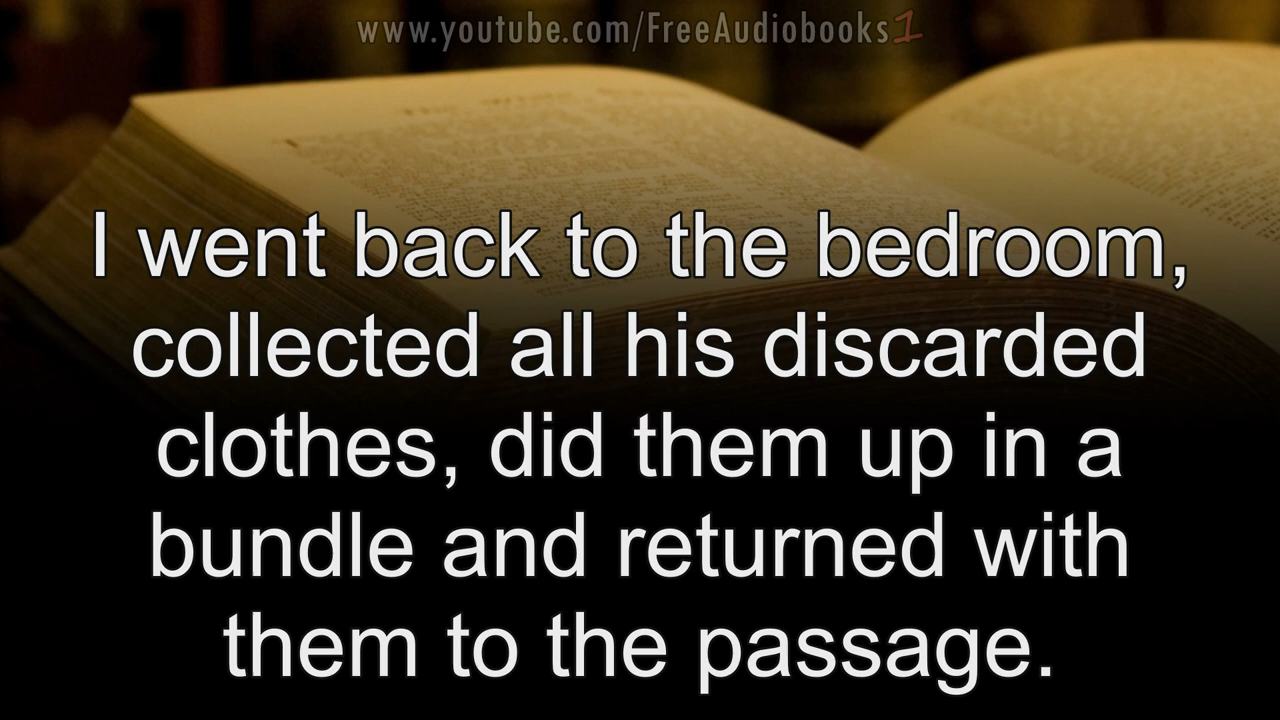 www.youtube.com/FreeAudiobooks1
I went back to the bedroom,
collected all his discarded
clothes, did them up in a
bundle and returned with
them to the passage.